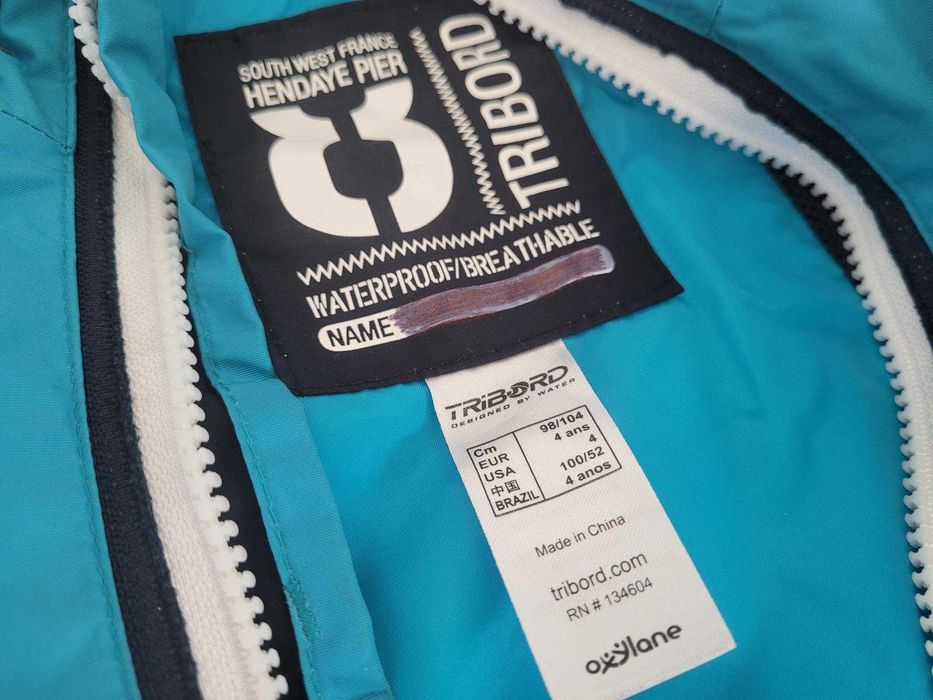 SOUTH WEST FRANCE
HENDAYE PIER
TRIBORD
WATERPROOF/BREATHABLE
NAME
TRIBORD
DESIGNED BY WATER
Cm 98/104
EUR 4 ans
USA 4
中国 100/52
BRAZIL 4 anos
Made in China
tribord.com
RN # 134604
oxylane